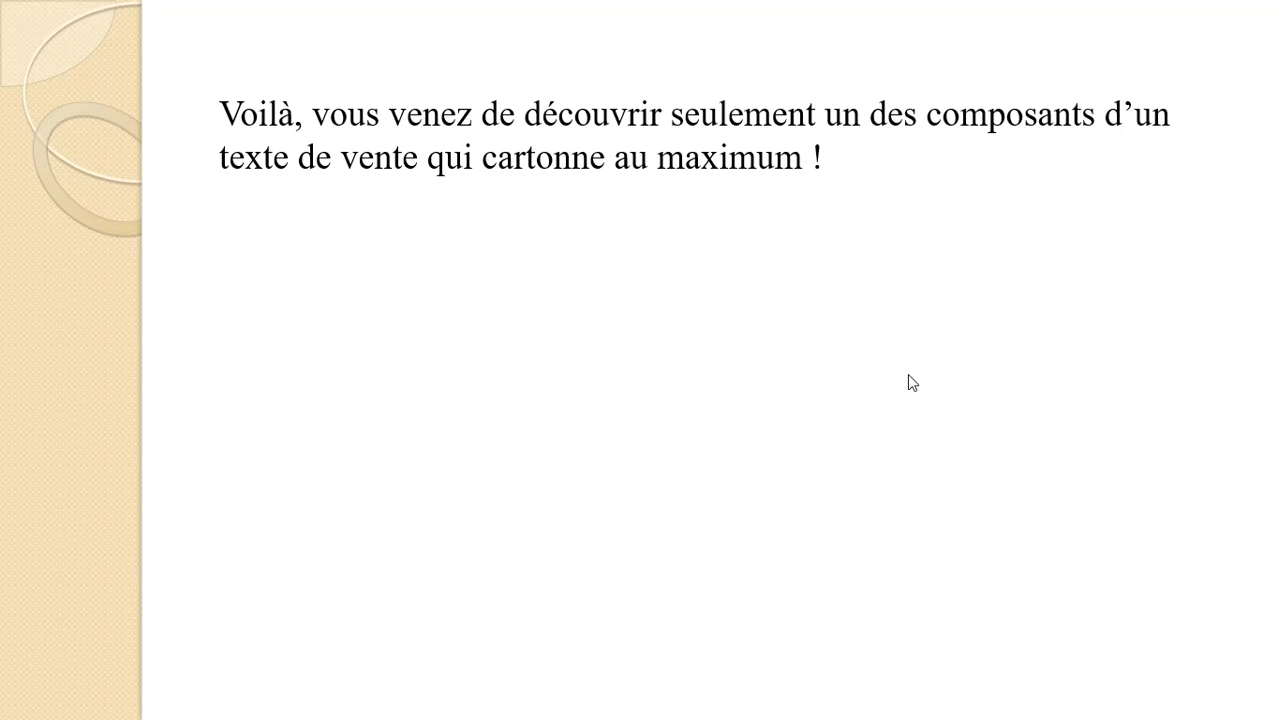 Voilà, vous venez de découvrir seulement un des composants d’un
texte de vente qui cartonne au maximum !